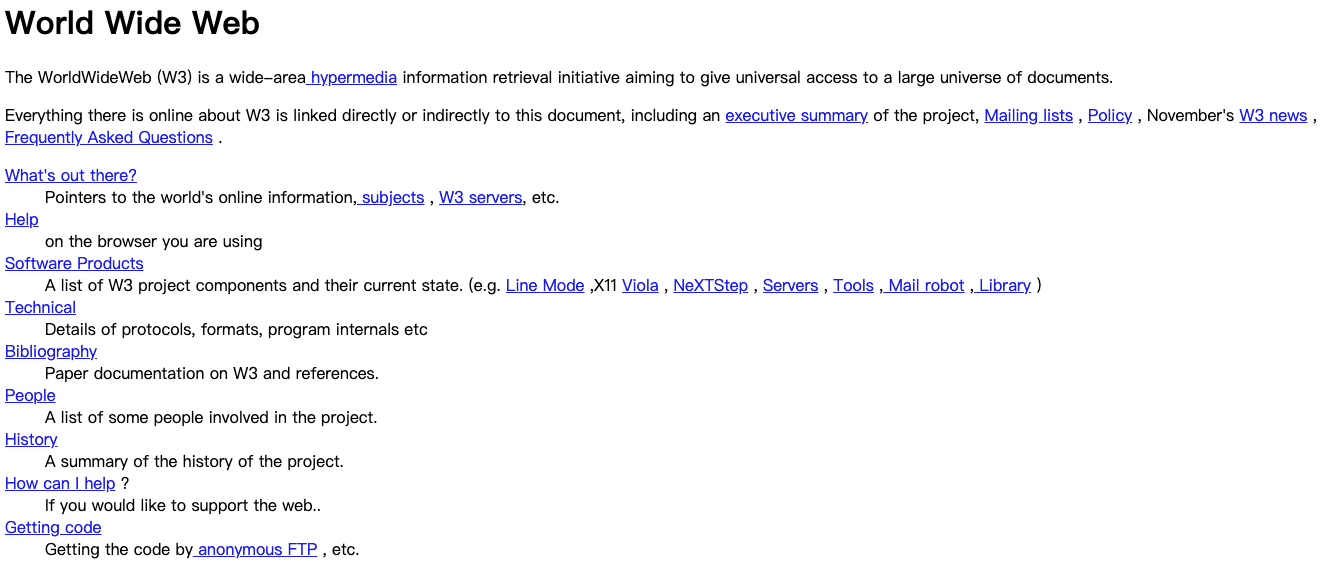 World Wide Web
The WorldWideWeb (W3) is a wide-area hypermedia information retrieval initiative aiming to give universal access to a large universe of documents.
Everything there is online about W3 is linked directly or indirectly to this document, including an executive summary of the project, Mailing lists , Policy , November's W3 news ,
Frequently Asked Questions .
What's out there?
Pointers to the world's online information, subjects , W3 servers, etc.
Help
on the browser you are using
Software Products
A list of W3 project components and their current state. (e.g. Line Mode ,X11 Viola , NeXTStep , Servers , Tools , Mail robot , Library )
Technical
Details of protocols, formats, program internals etc
Bibliography
Paper documentation on W3 and references.
People
A list of some people involved in the project.
History
A summary of the history of the project.
How can I help ?
If you would like to support the web..
Getting code
Getting the code by anonymous FTP , etc.